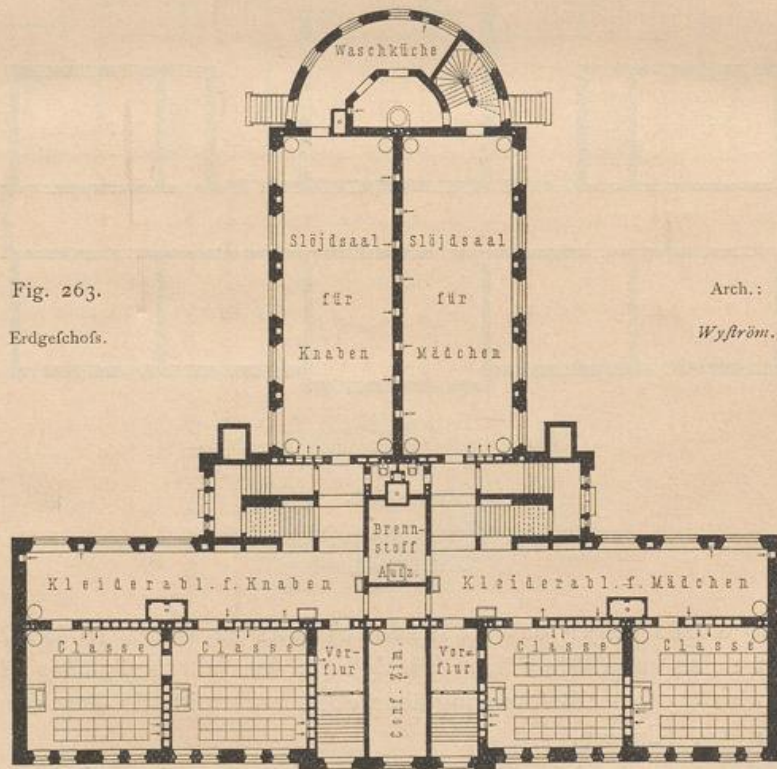 Waschküche
Slöjdsaal Slöjdsaal
für für
Knaben Mädchen
Fig. 263.
Erdgeſchoſs.
Arch.:
Wyſtröm.
Brenn-
stoff
Aufz.
Kleiderabl. f. Knaben
Kleiderabl. f. Mädchen
Classe
Classe
Vor-
flur
Conf. Zim.
Vor-
flur
Classe
Classe